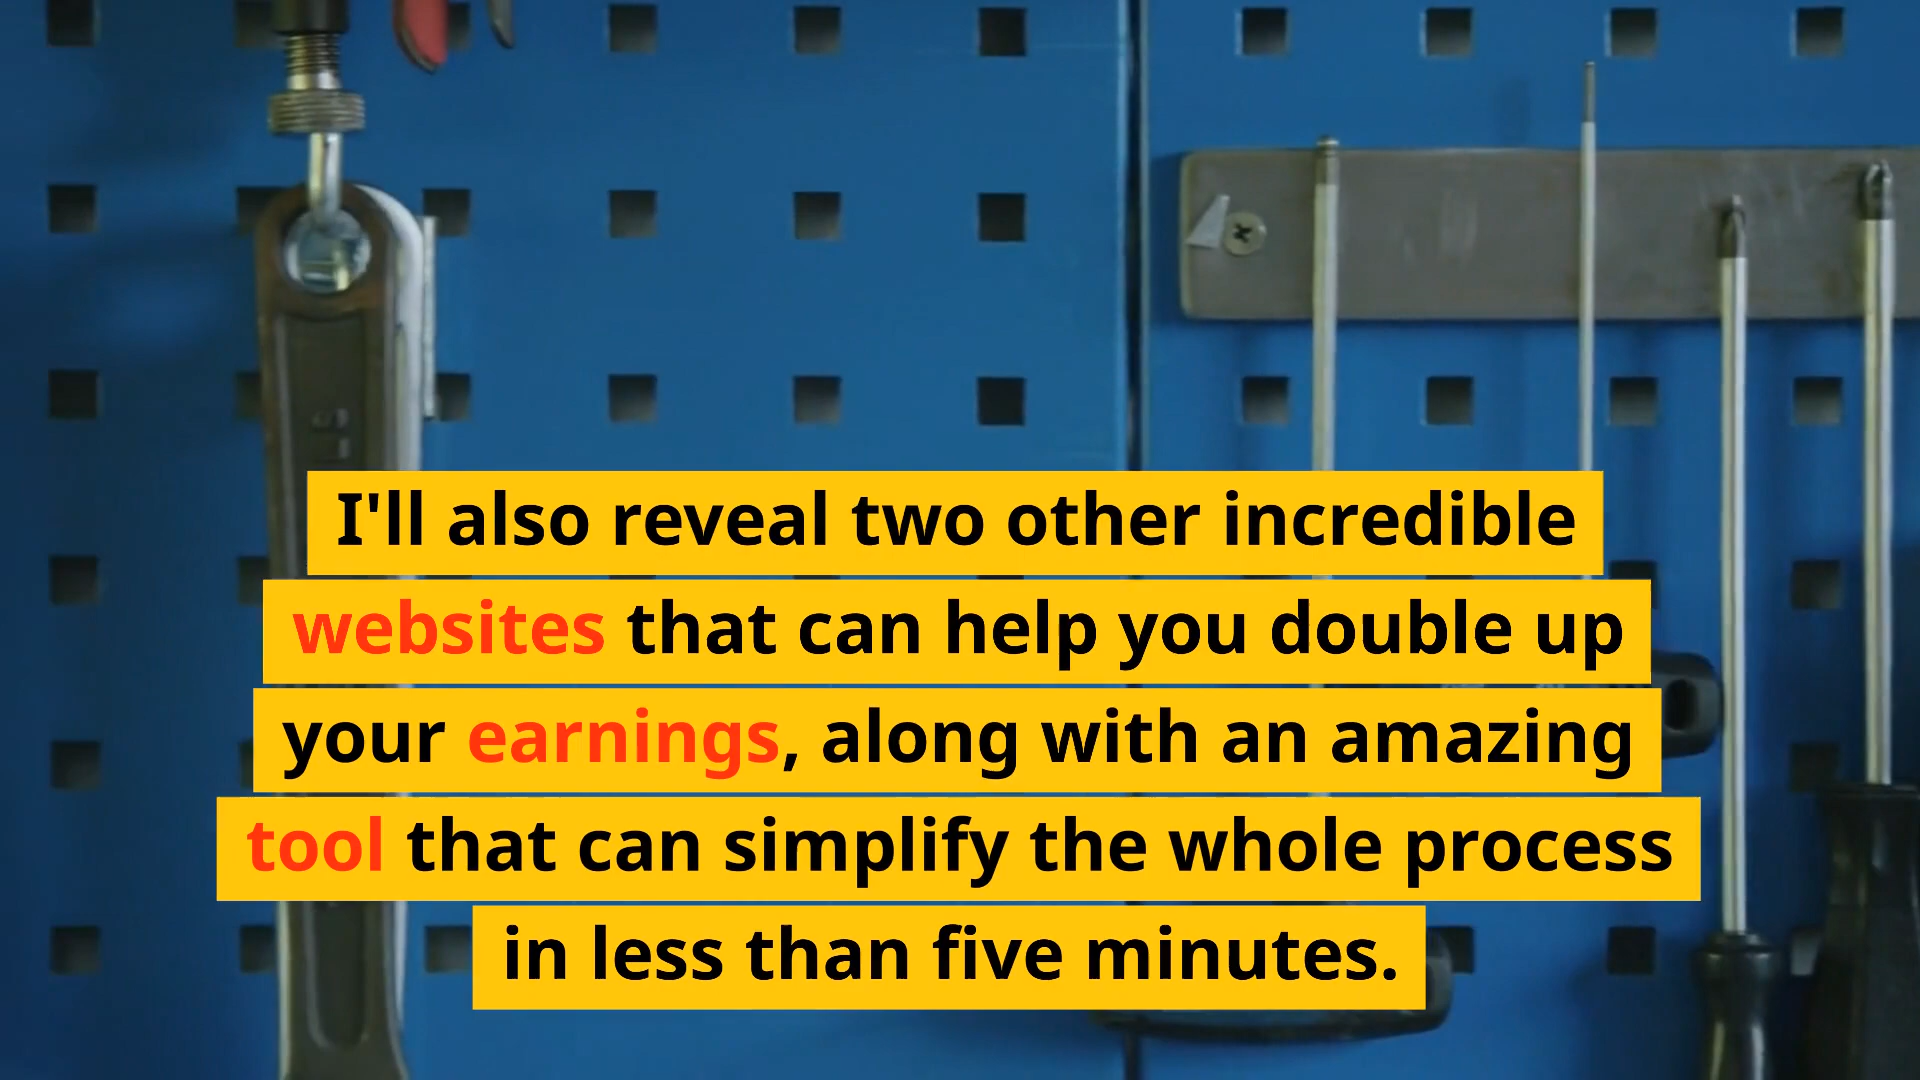 I'll also reveal two other incredible
websites that can help you double up
your earnings, along with an amazing
tool that can simplify the whole process
in less than five minutes.